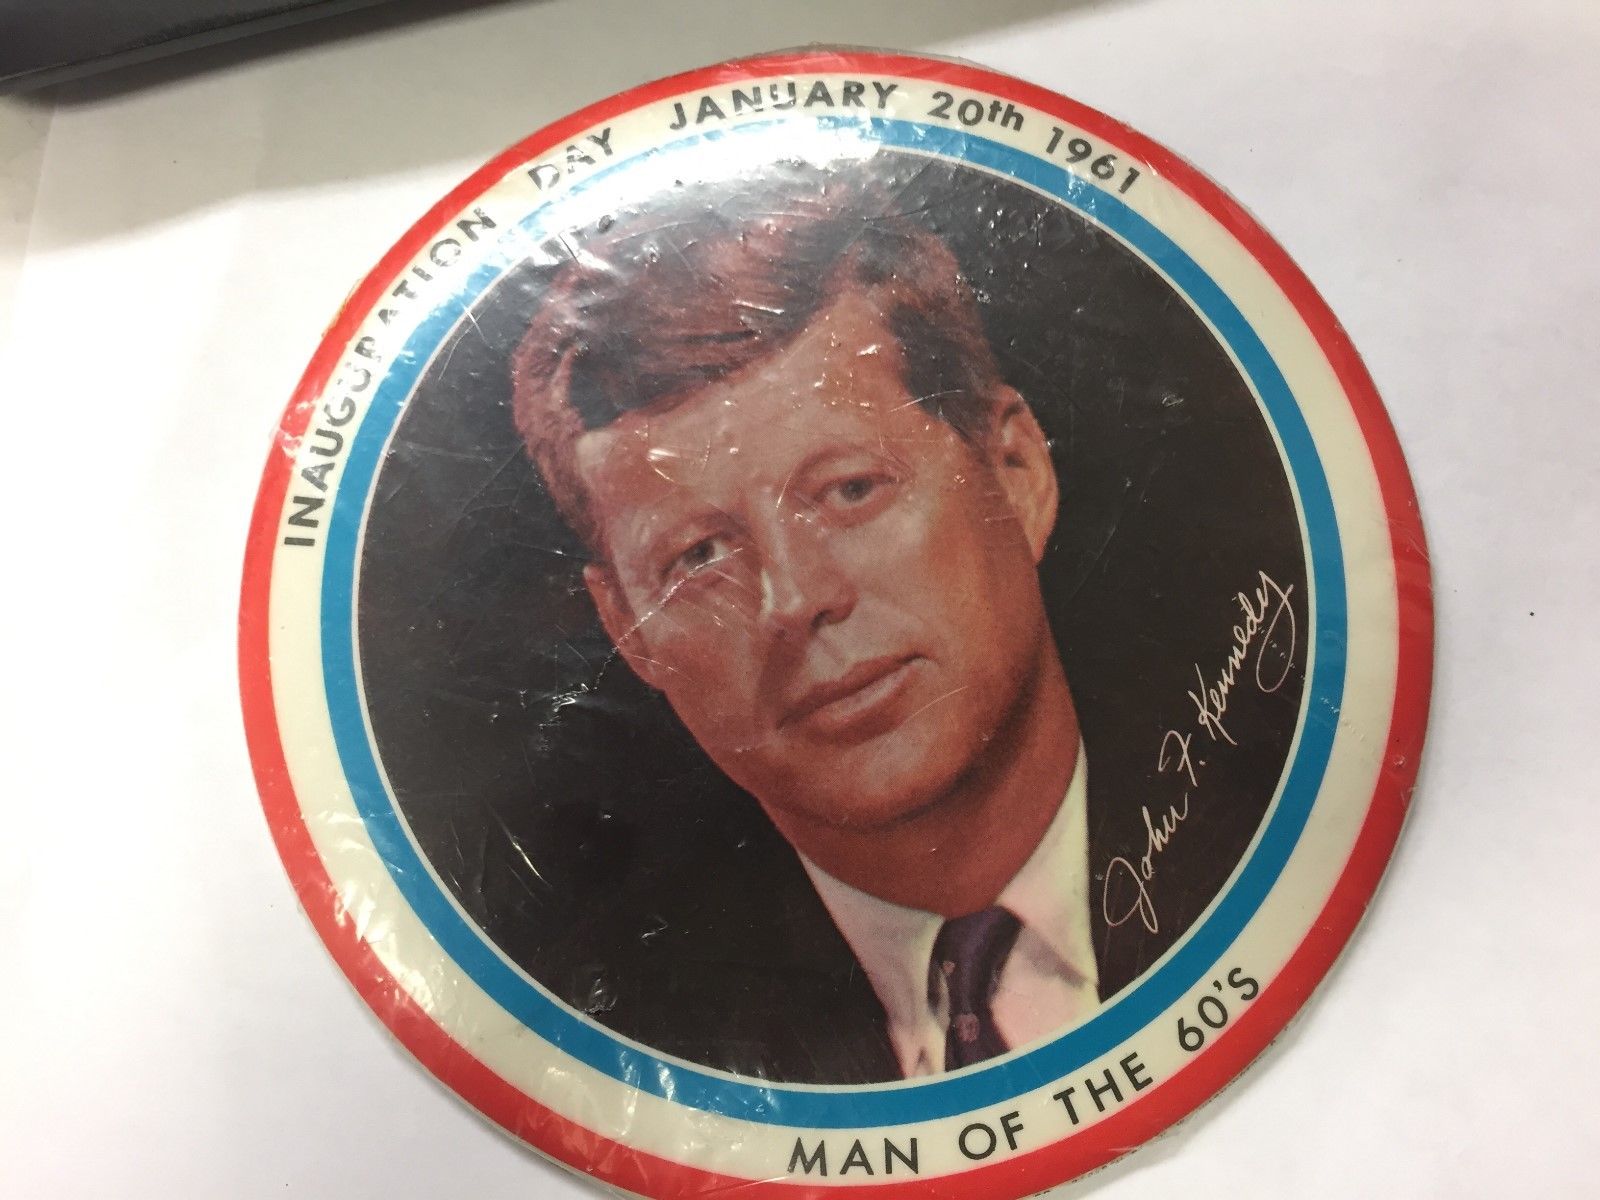 INAUGURATION DAY JANUARY 20th 1961
John F. Kennedy
MAN OF THE 60'S